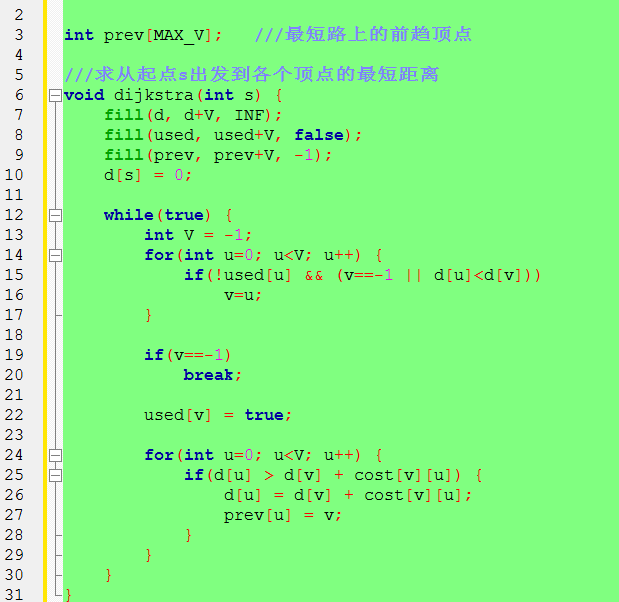 2
3 int prev[MAX_V];   ///最短路上的前趋顶点
4
5 ///求从起点s出发到各个顶点的最短距离
6 void dijkstra(int s) {
7     fill(d, d+V, INF);
8     fill(used, used+V, false);
9     fill(prev, prev+V, -1);
10     d[s] = 0;
11
12     while(true) {
13         int V = -1;
14         for(int u=0; u<V; u++) {
15             if(!used[u] && (v==-1 || d[u]<d[v]))
16                 v=u;
17         }
18
19         if(v==-1)
20             break;
21
22         used[v] = true;
23
24         for(int u=0; u<V; u++) {
25             if(d[u] > d[v] + cost[v][u]) {
26                 d[u] = d[v] + cost[v][u];
27                 prev[u] = v;
28             }
29         }
30     }
31 }